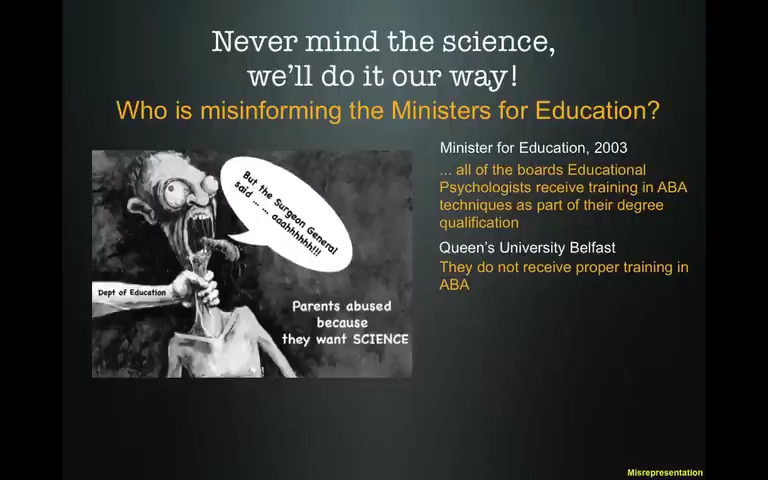 Never mind the science,
we'll do it our way!
Who is misinforming the Ministers for Education?
But the Surgeon General
said ... ... aaahhhhhh!!!
Dept of Education
Parents abused
because
they want SCIENCE
Minister for Education, 2003
... all of the boards Educational
Psychologists receive training in ABA
techniques as part of their degree
qualification
Queen's University Belfast
They do not receive proper training in
ABA
Misrepresentation